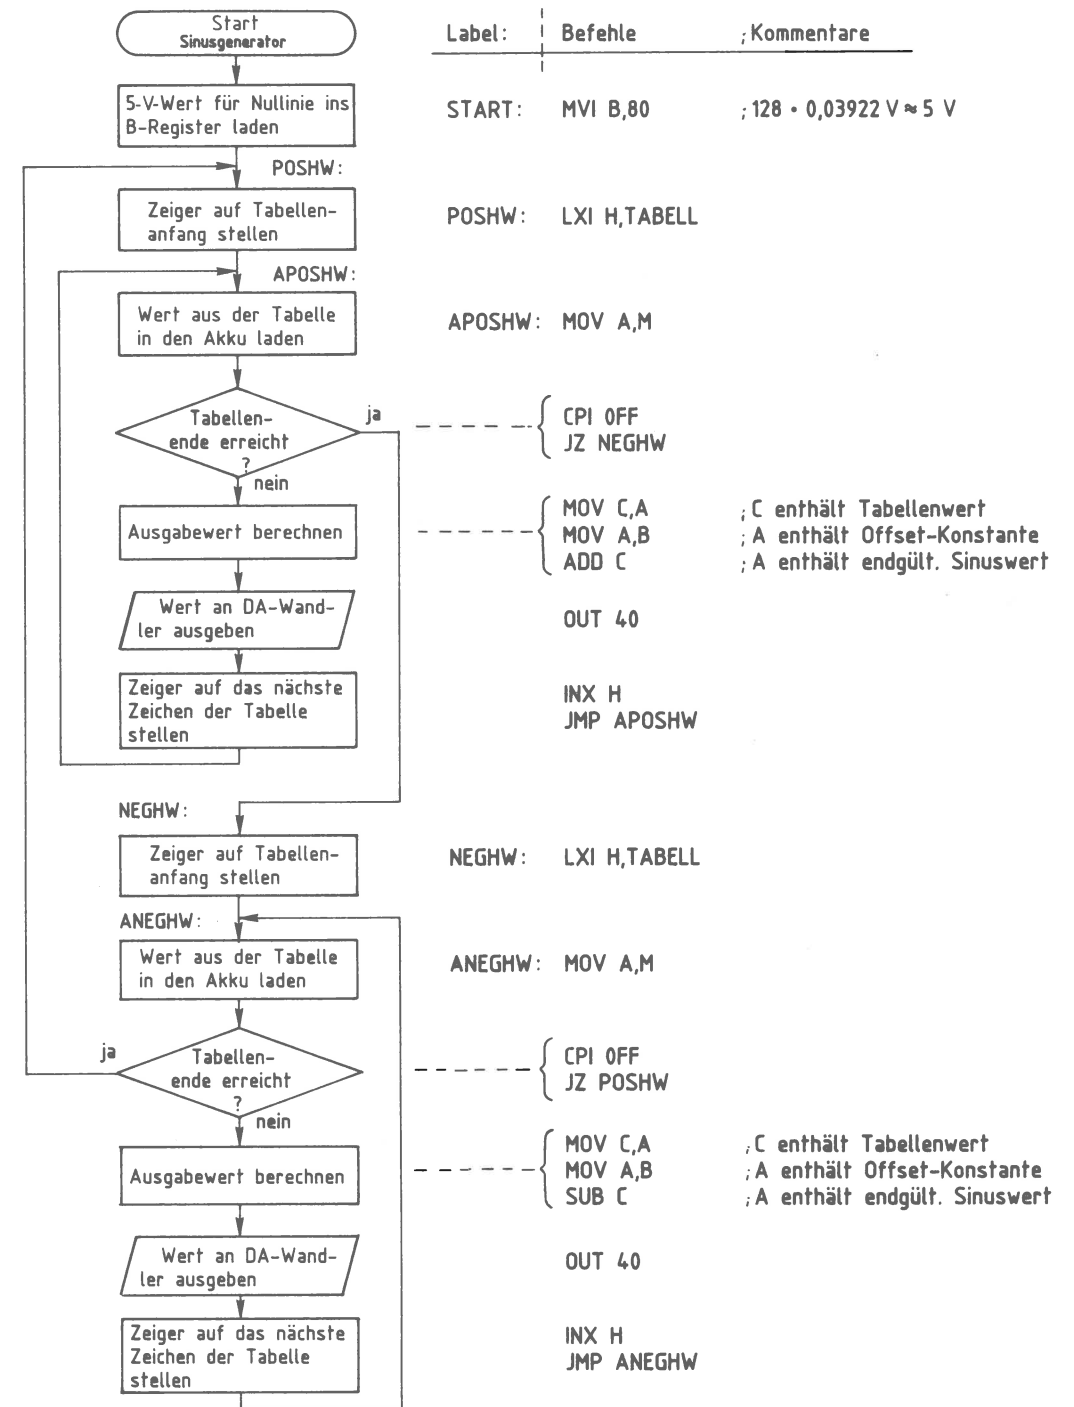 Start
Sinusgenerator
Label: Befehle ;Kommentare
5-V-Wert für Nullinie ins
B-Register laden
START: MVI B,80 ;128 • 0,03922 V ≈ 5 V
POSHW:
Zeiger auf Tabellen-
anfang stellen
POSHW: LXI H,TABELL
APOSHW:
Wert aus der Tabelle
in den Akku laden
APOSHW: MOV A,M
Tabellen-
ende erreicht
?
ja
nein
CPI 0FF
JZ NEGHW
Ausgabewert berechnen
MOV C,A ;C enthält Tabellenwert
MOV A,B ;A enthält Offset-Konstante
ADD C ;A enthält endgült. Sinuswert
Wert an DA-Wand-
ler ausgeben
OUT 40
Zeiger auf das nächste
Zeichen der Tabelle
stellen
INX H
JMP APOSHW
NEGHW:
Zeiger auf Tabellen-
anfang stellen
NEGHW: LXI H,TABELL
ANEGHW:
Wert aus der Tabelle
in den Akku laden
ANEGHW: MOV A,M
ja
Tabellen-
ende erreicht
?
nein
CPI 0FF
JZ POSHW
Ausgabewert berechnen
MOV C,A ;C enthält Tabellenwert
MOV A,B ;A enthält Offset-Konstante
SUB C ;A enthält endgült. Sinuswert
Wert an DA-Wand-
ler ausgeben
OUT 40
Zeiger auf das nächste
Zeichen der Tabelle
stellen
INX H
JMP ANEGHW